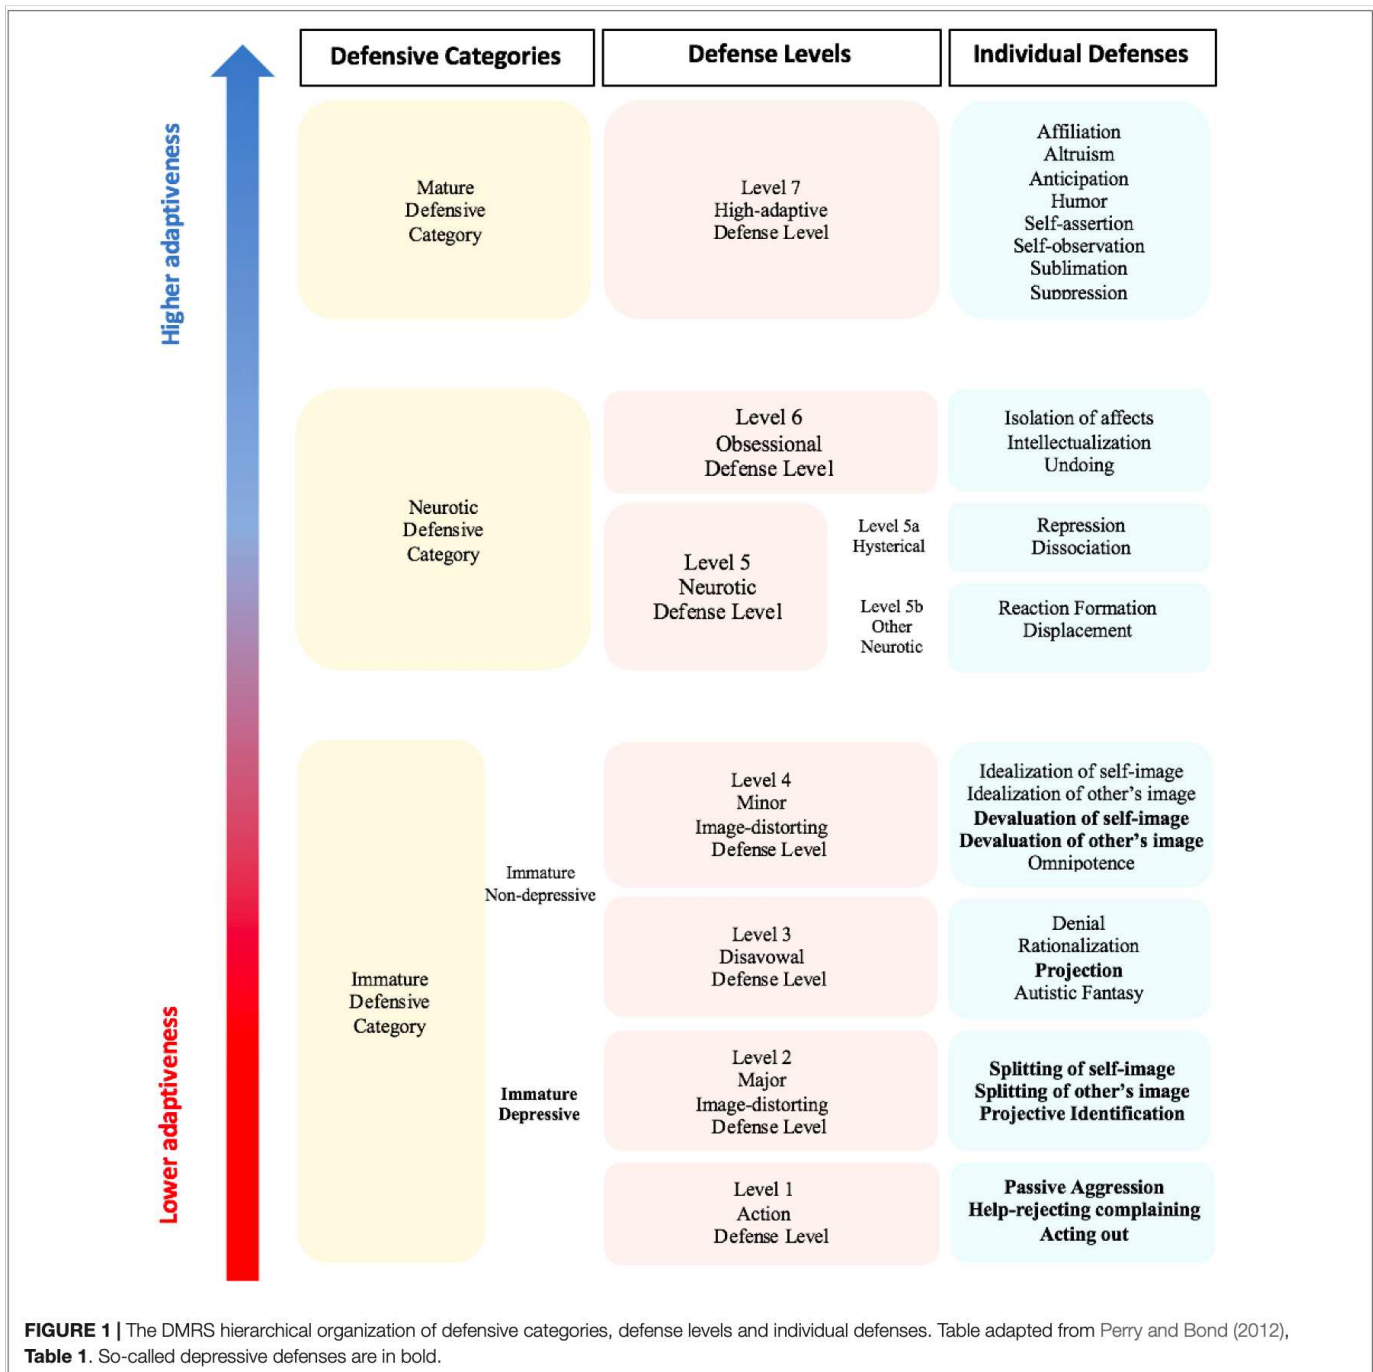 Defensive Categories
Defense Levels
Individual Defenses
Higher adaptiveness
Mature
Defensive
Category
Level 7
High-adaptive
Defense Level
Affiliation
Altruism
Anticipation
Humor
Self-assertion
Self-observation
Sublimation
Suppression
Neurotic
Defensive
Category
Level 6
Obsessional
Defense Level
Isolation of affects
Intellectualization
Undoing
Level 5
Neurotic
Defense Level
Level 5a
Hysterical
Repression
Dissociation
Level 5b
Other
Neurotic
Reaction Formation
Displacement
Lower adaptiveness
Immature
Defensive
Category
Immature
Non-depressive
Level 4
Minor
Image-distorting
Defense Level
Idealization of self-image
Idealization of other's image
Devaluation of self-image
Devaluation of other's image
Omnipotence
Level 3
Disavowal
Defense Level
Denial
Rationalization
Projection
Autistic Fantasy
Immature
Depressive
Level 2
Major
Image-distorting
Defense Level
Splitting of self-image
Splitting of other's image
Projective Identification
Level 1
Action
Defense Level
Passive Aggression
Help-rejecting complaining
Acting out
FIGURE 1 | The DMRS hierarchical organization of defensive categories, defense levels and individual defenses. Table adapted from Perry and Bond (2012),
Table 1. So-called depressive defenses are in bold.